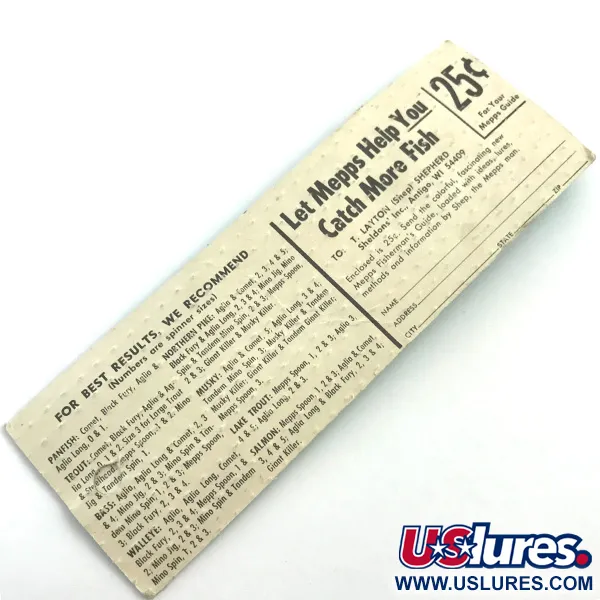 FOR BEST RESULTS, WE RECOMMEND
(Numbers are spinner sizes)
PANFISH: Comet, Black Fury, Aglia &
Aglia Long, 0 & 1.
TROUT: Comet, Black Fury, Aglia & Ag-
lia Long, 0, 1 & 2. Size 3 for Large Trout
& Steelhead; Mepps Spoon, 1 & 2. Mino
Jig & Tandem Spin, 1.
BASS: Aglia, Aglia Long & Comet, 2, 3
& 4; Mino Jig, 2 & 3; Mino Spin & Tan-
dem Mino Spin, 1, 2 & 3; Mepps Spoon,
3; Black Fury, 2, 3 & 4.
WALLEYE: Aglia, Aglia Long, Comet,
Black Fury, 2, 3 & 4; Mepps Spoon, 1 &
2; Mino Jig, 2 & 3; Mino Spin & Tandem
Mino Spin, 1, 2 & 3.
NORTHERN PIKE: Aglia & Comet, 2, 3, 4 & 5;
Black Fury & Aglia Long, 2, 3 & 4; Mino Jig, Mino
Spin & Tandem Mino Spin, 2 & 3; Mepps Spoon,
3; Giant & Musky Killer.
MUSKY: Aglia & Comet, 5; Aglia Long, 3 & 4;
Tandem Mino Spin, 3; Musky Killer & Tandem
Musky Killer; Giant Killer & Tandem Giant Killer;
Mepps Spoon, 3.
LAKE TROUT: Mepps Spoon, 1, 2 & 3; Aglia, 3,
4 & 5; Aglia Long, 2 & 3.
SALMON: Mepps Spoon, 1, 2 & 3; Aglia & Comet,
3, 4 & 5; Aglia Long & Black Fury, 2, 3 & 4;
Giant Killer.
Let Mepps Help You
Catch More Fish
25¢
For Your
Mepps Guide
TO: T. LAYTON (Shep) SHEPHERD
Sheldons' Inc., Antigo, WI 54409
Enclosed is 25¢. Send the colorful, fascinating new
Mepps Fisherman's Guide, loaded with ideas, lures,
methods and information by Shep, the Mepps man.
NAME
ADDRESS
CITY STATE ZIP
USlures.
WWW.USLURES.COM